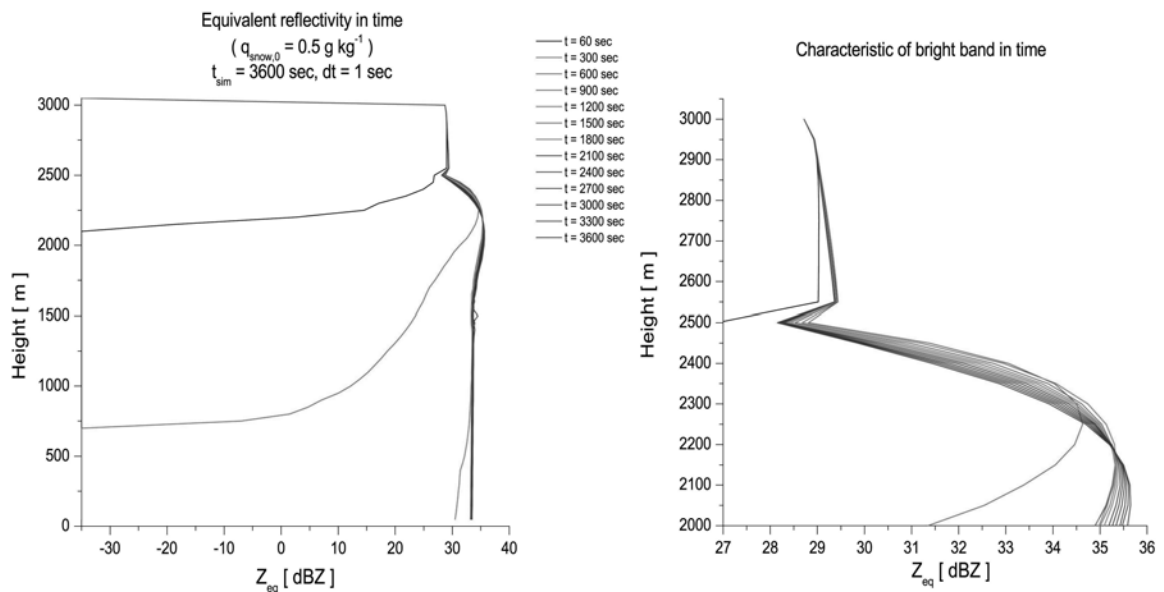 Equivalent reflectivity in time
( q_snow,0 = 0.5 g kg⁻¹ )
t_sim = 3600 sec, dt = 1 sec
Height [ m ]
3000
2500
2000
1500
1000
500
0
-30 -20 -10 0 10 20 30 40
Z_eq [ dBZ ]
t = 60 sec
t = 300 sec
t = 600 sec
t = 900 sec
t = 1200 sec
t = 1500 sec
t = 1800 sec
t = 2100 sec
t = 2400 sec
t = 2700 sec
t = 3000 sec
t = 3300 sec
t = 3600 sec
Characteristic of bright band in time
Height [ m ]
3000
2900
2800
2700
2600
2500
2400
2300
2200
2100
2000
27 28 29 30 31 32 33 34 35 36
Z_eq [ dBZ ]